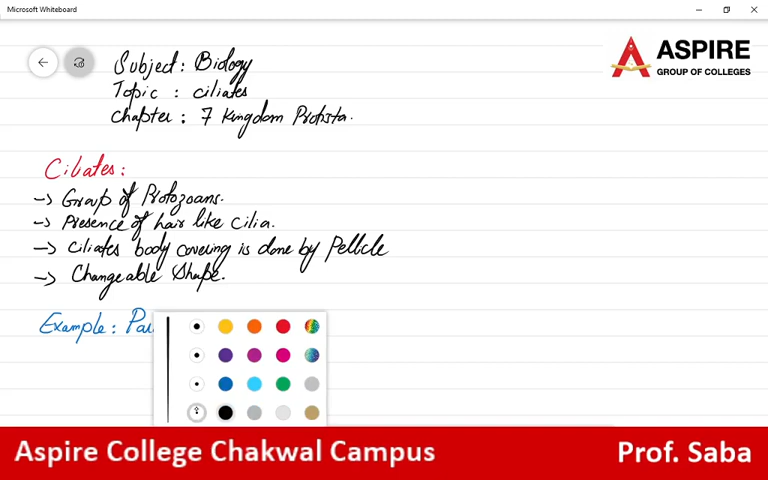 Microsoft Whiteboard
ASPIRE
GROUP OF COLLEGES
Subject : Biology
Topic : ciliates
Chapter : 7 Kingdom Protista.
Ciliates :
→ Group of Protozoans.
→ Presence of hair like Cilia.
→ Ciliates body covering is done by Pellicle
→ Changeable Shape.
Example :
Aspire College Chakwal Campus
Prof. Saba